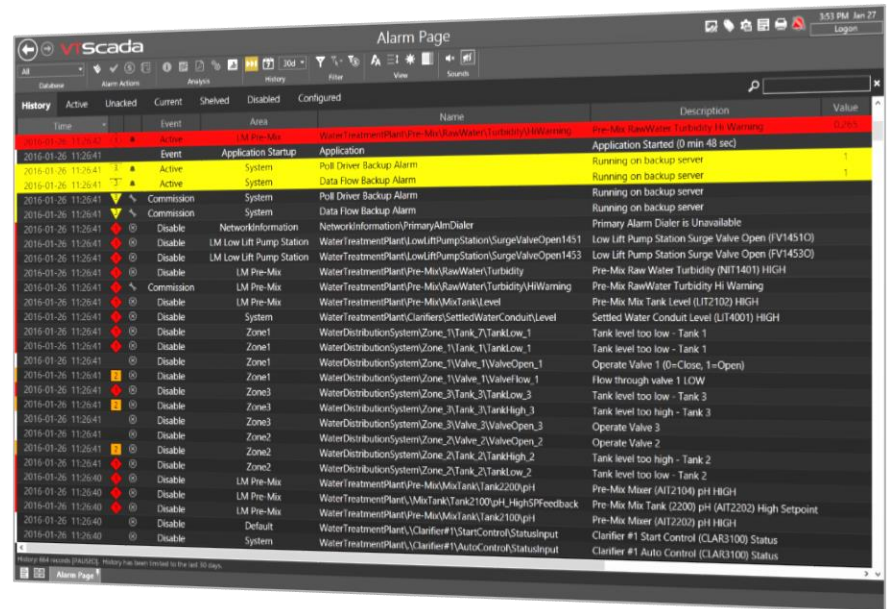 Alarm Page
3:53 PM Jan 27
Logon
VTScada
All
30d
Database Alarm Actions Analysis History Filter View Sounds
History Active Unacked Current Shelved Disabled Configured
Time Event Area Name Description Value
2016-01-26 11:26:42 Active LM Pre-Mix WaterTreatmentPlant\Pre-Mix\RawWater\Turbidity\HiWarning Pre-Mix RawWater Turbidity Hi Warning 0.265
2016-01-26 11:26:41 Event Application Startup Application Application Started (0 min 48 sec)
2016-01-26 11:26:41 3 Active System Poll Driver Backup Alarm Running on backup server 1
2016-01-26 11:26:41 3 Active System Data Flow Backup Alarm Running on backup server 1
2016-01-26 11:26:41 Commission System Poll Driver Backup Alarm Running on backup server
2016-01-26 11:26:41 Commission System Data Flow Backup Alarm Running on backup server
2016-01-26 11:26:41 Disable NetworkInformation NetworkInformation\PrimaryAlmDialer Primary Alarm Dialer is Unavailable
2016-01-26 11:26:41 Disable LM Low Lift Pump Station WaterTreatmentPlant\LowLiftPumpStation\SurgeValveOpen1451 Low Lift Pump Station Surge Valve Open (FV1451O)
2016-01-26 11:26:41 Disable LM Low Lift Pump Station WaterTreatmentPlant\LowLiftPumpStation\SurgeValveOpen1453 Low Lift Pump Station Surge Valve Open (FV1453O)
2016-01-26 11:26:41 Disable LM Pre-Mix WaterTreatmentPlant\Pre-Mix\RawWater\Turbidity Pre-Mix Raw Water Turbidity (NIT1401) HIGH
2016-01-26 11:26:41 Commission LM Pre-Mix WaterTreatmentPlant\Pre-Mix\RawWater\Turbidity\HiWarning Pre-Mix RawWater Turbidity Hi Warning
2016-01-26 11:26:41 Disable LM Pre-Mix WaterTreatmentPlant\Pre-Mix\MixTank\Level Pre-Mix Mix Tank Level (LIT2102) HIGH
2016-01-26 11:26:41 Disable System WaterTreatmentPlant\Clarifiers\SettledWaterConduit\Level Settled Water Conduit Level (LIT4001) HIGH
2016-01-26 11:26:41 Disable Zone1 WaterDistributionSystem\Zone_1\Tank_7\TankLow_1 Tank level too low - Tank 1
2016-01-26 11:26:41 Disable Zone1 WaterDistributionSystem\Zone_1\Tank_1\TankLow_1 Tank level too low - Tank 1
2016-01-26 11:26:41 Disable Zone1 WaterDistributionSystem\Zone_1\Valve_1\ValveOpen_1 Operate Valve 1 (0=Close, 1=Open)
2016-01-26 11:26:41 2 Disable Zone1 WaterDistributionSystem\Zone_1\Valve_1\ValveFlow_1 Flow through valve 1 LOW
2016-01-26 11:26:41 Disable Zone3 WaterDistributionSystem\Zone_3\Tank_3\TankLow_3 Tank level too low - Tank 3
2016-01-26 11:26:41 2 Disable Zone3 WaterDistributionSystem\Zone_3\Tank_3\TankHigh_3 Tank level too high - Tank 3
2016-01-26 11:26:41 Disable Zone3 WaterDistributionSystem\Zone_3\Valve_3\ValveOpen_3 Operate Valve 3
2016-01-26 11:26:41 Disable Zone2 WaterDistributionSystem\Zone_2\Valve_2\ValveOpen_2 Operate Valve 2
2016-01-26 11:26:41 2 Disable Zone2 WaterDistributionSystem\Zone_2\Tank_2\TankHigh_2 Tank level too high - Tank 2
2016-01-26 11:26:41 Disable Zone2 WaterDistributionSystem\Zone_2\Tank_2\TankLow_2 Tank level too low - Tank 2
2016-01-26 11:26:40 Disable LM Pre-Mix WaterTreatmentPlant\Pre-Mix\MixTank\Tank2200\pH Pre-Mix Mixer (AIT2104) pH HIGH
2016-01-26 11:26:40 Disable LM Pre-Mix WaterTreatmentPlant\.\MixTank\Tank2100\pH_HighSPFeedback Pre-Mix Mix Tank (2200) pH (AIT2202) High Setpoint
2016-01-26 11:26:40 Disable LM Pre-Mix WaterTreatmentPlant\Pre-Mix\MixTank\Tank2100\pH Pre-Mix Mixer (AIT2202) pH HIGH
2016-01-26 11:26:40 Disable Default WaterTreatmentPlant\.\Clarifier#1\StartControl\StatusInput Clarifier #1 Start Control (CLAR3100) Status
2016-01-26 11:26:40 Disable System WaterTreatmentPlant\.\Clarifier#1\AutoControl\StatusInput Clarifier #1 Auto Control (CLAR3100) Status
History: 864 records [PAUSED]. History has been limited to the last 30 days.
Alarm Page